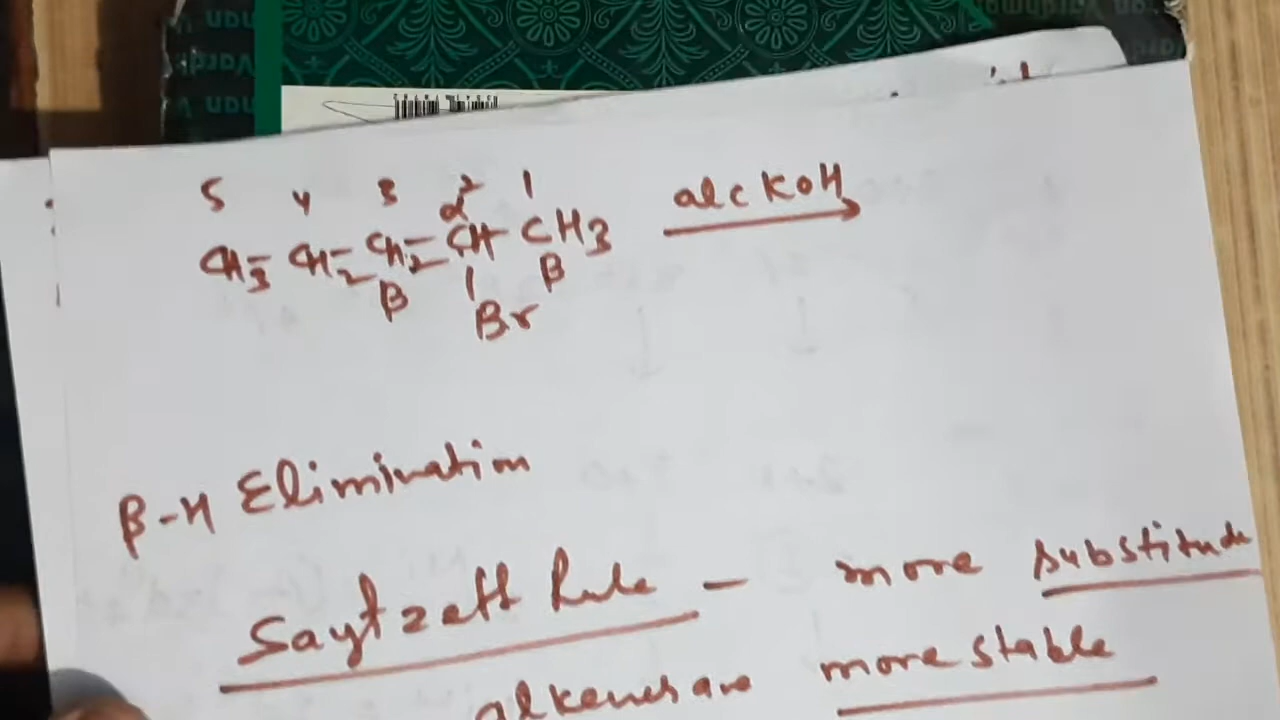 5 4 3 2 1
α
CH3- CH2- CH2- CH- CH3 alc KOH
β | β
Br
β-H Elimination
Saytzeff Rule - more substitude
alkenes are more stable